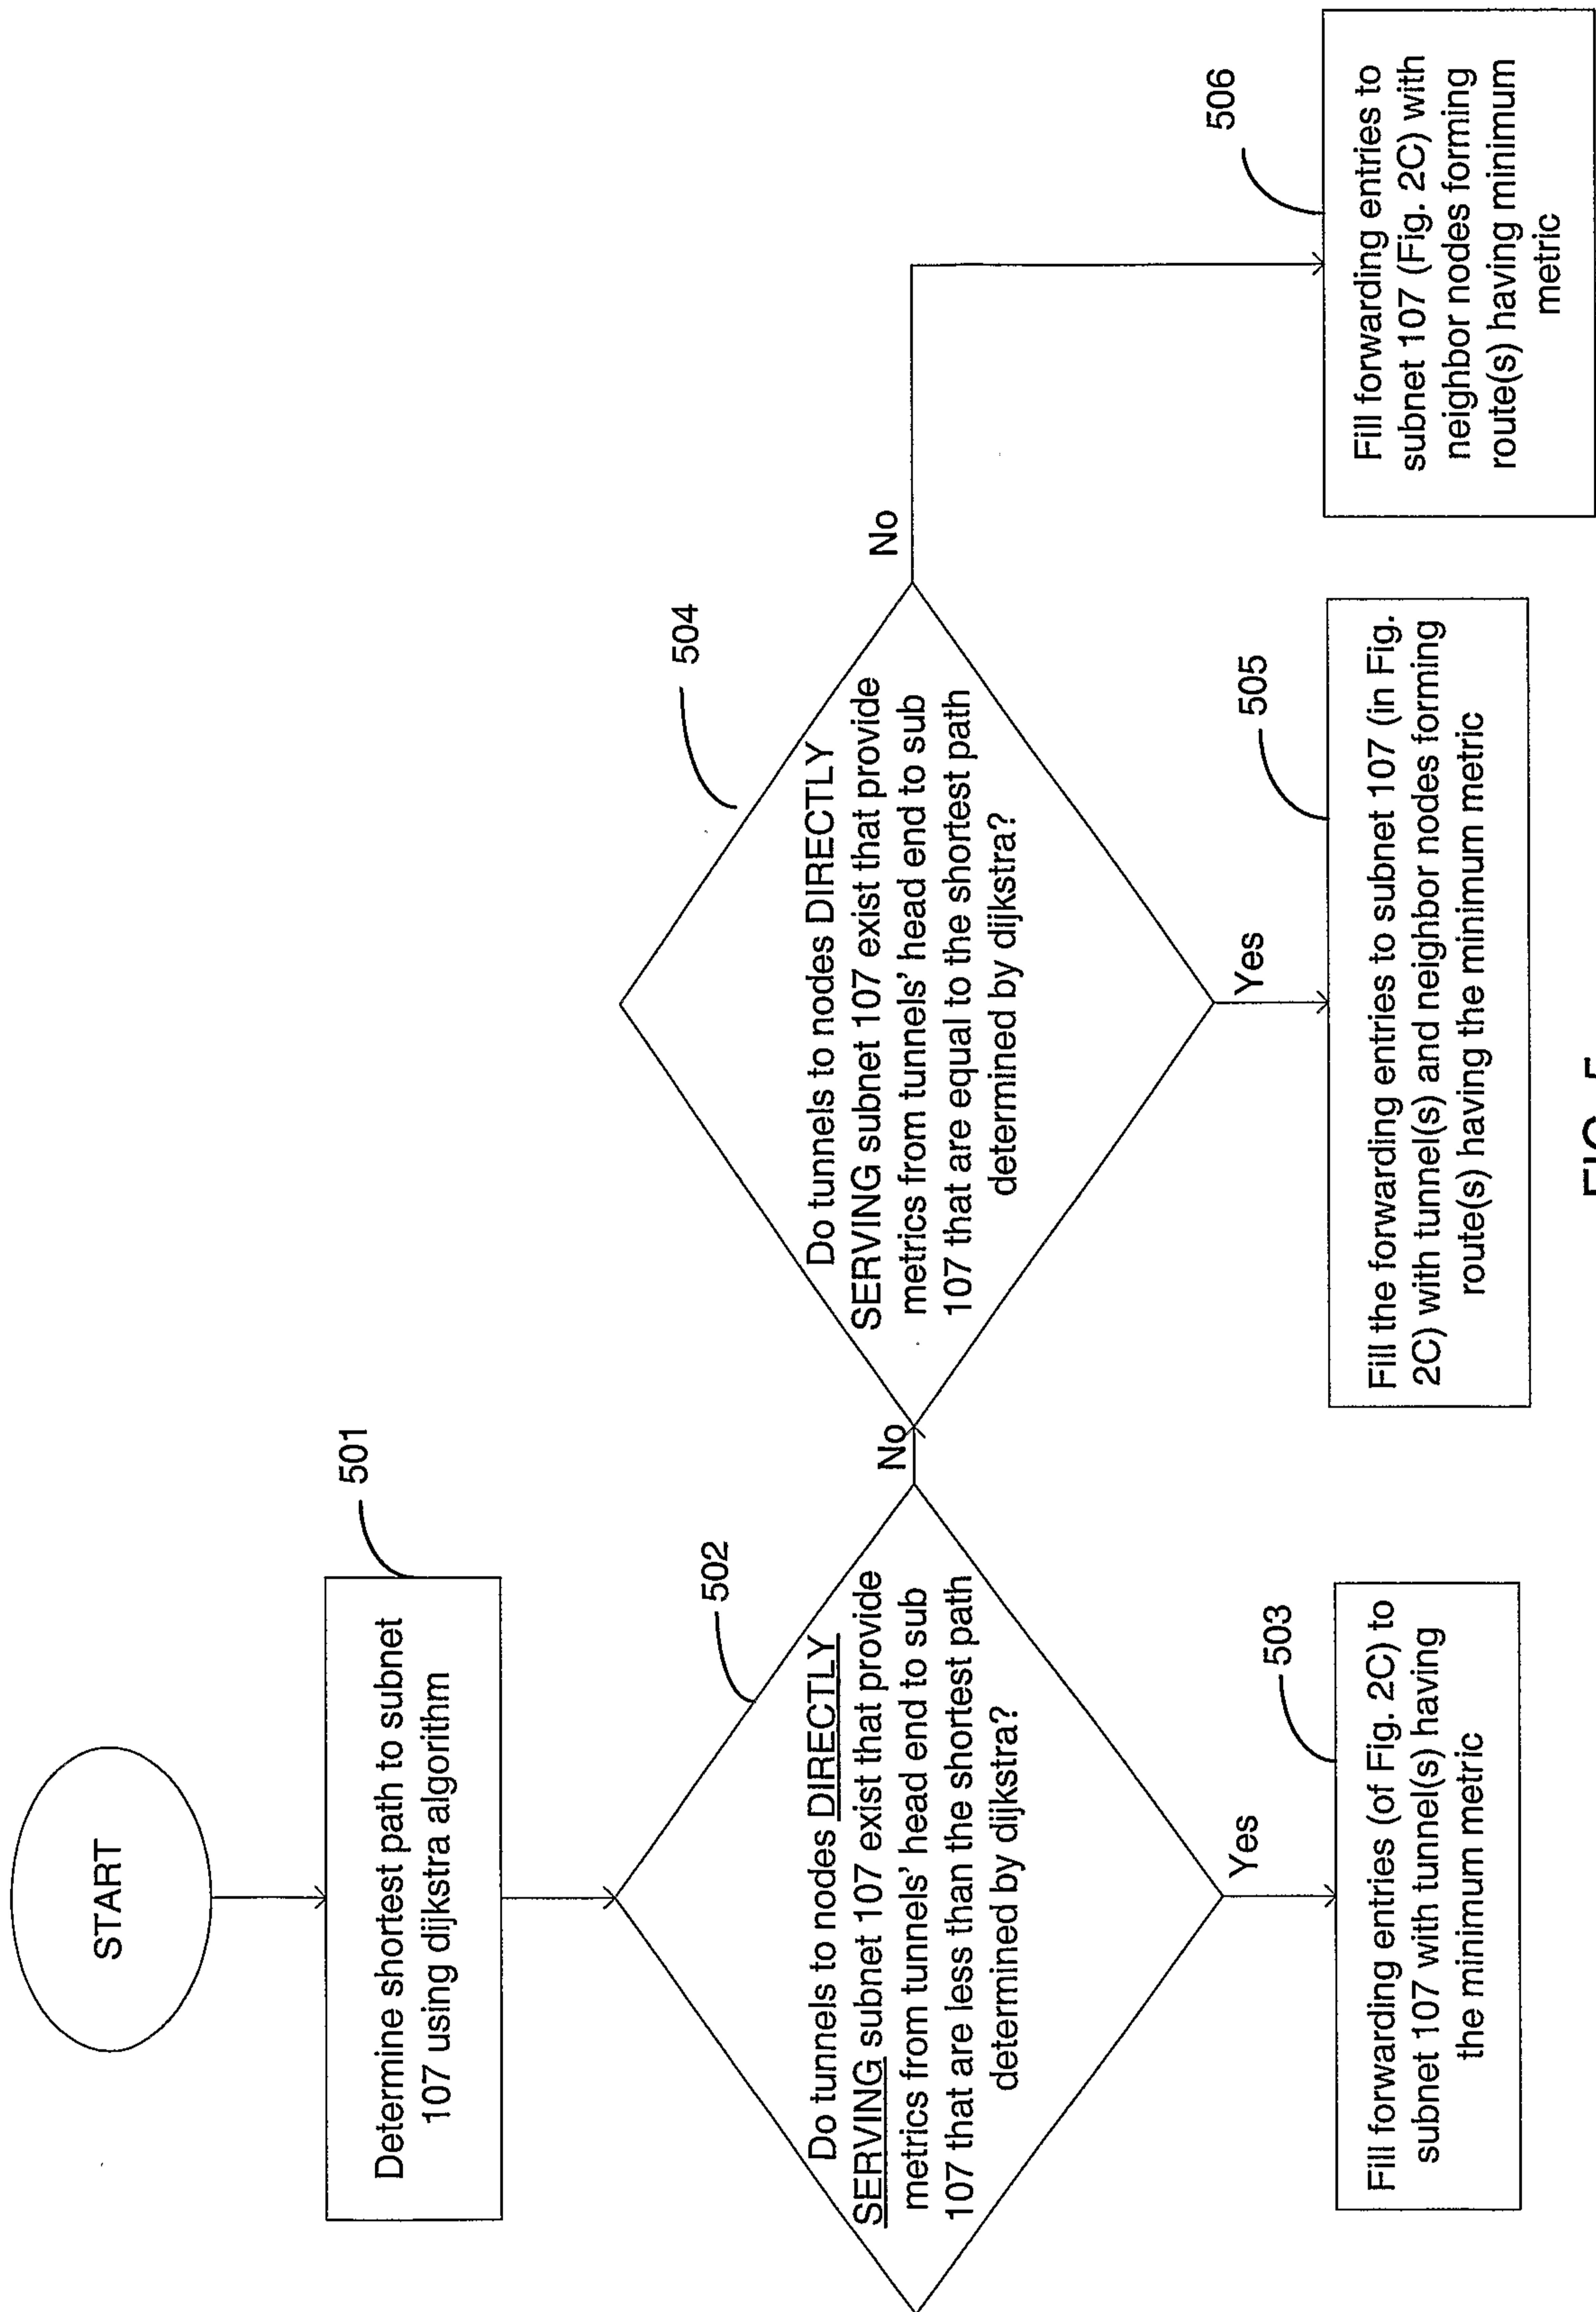 START
501
Determine shortest path to subnet
107 using dijkstra algorithm
502
Do tunnels to nodes DIRECTLY
SERVING subnet 107 exist that provide
metrics from tunnels' head end to sub
107 that are less than the shortest path
determined by dijkstra?
No
Yes
503
Fill forwarding entries (of Fig. 2C) to
subnet 107 with tunnel(s) having
the minimum metric
504
Do tunnels to nodes DIRECTLY
SERVING subnet 107 exist that provide
metrics from tunnels' head end to sub
107 that are equal to the shortest path
determined by dijkstra?
No
Yes
505
Fill the forwarding entries to subnet 107 (in Fig.
2C) with tunnel(s) and neighbor nodes forming
route(s) having the minimum metric
506
Fill forwarding entries to
subnet 107 (Fig. 2C) with
neighbor nodes forming
route(s) having minimum
metric